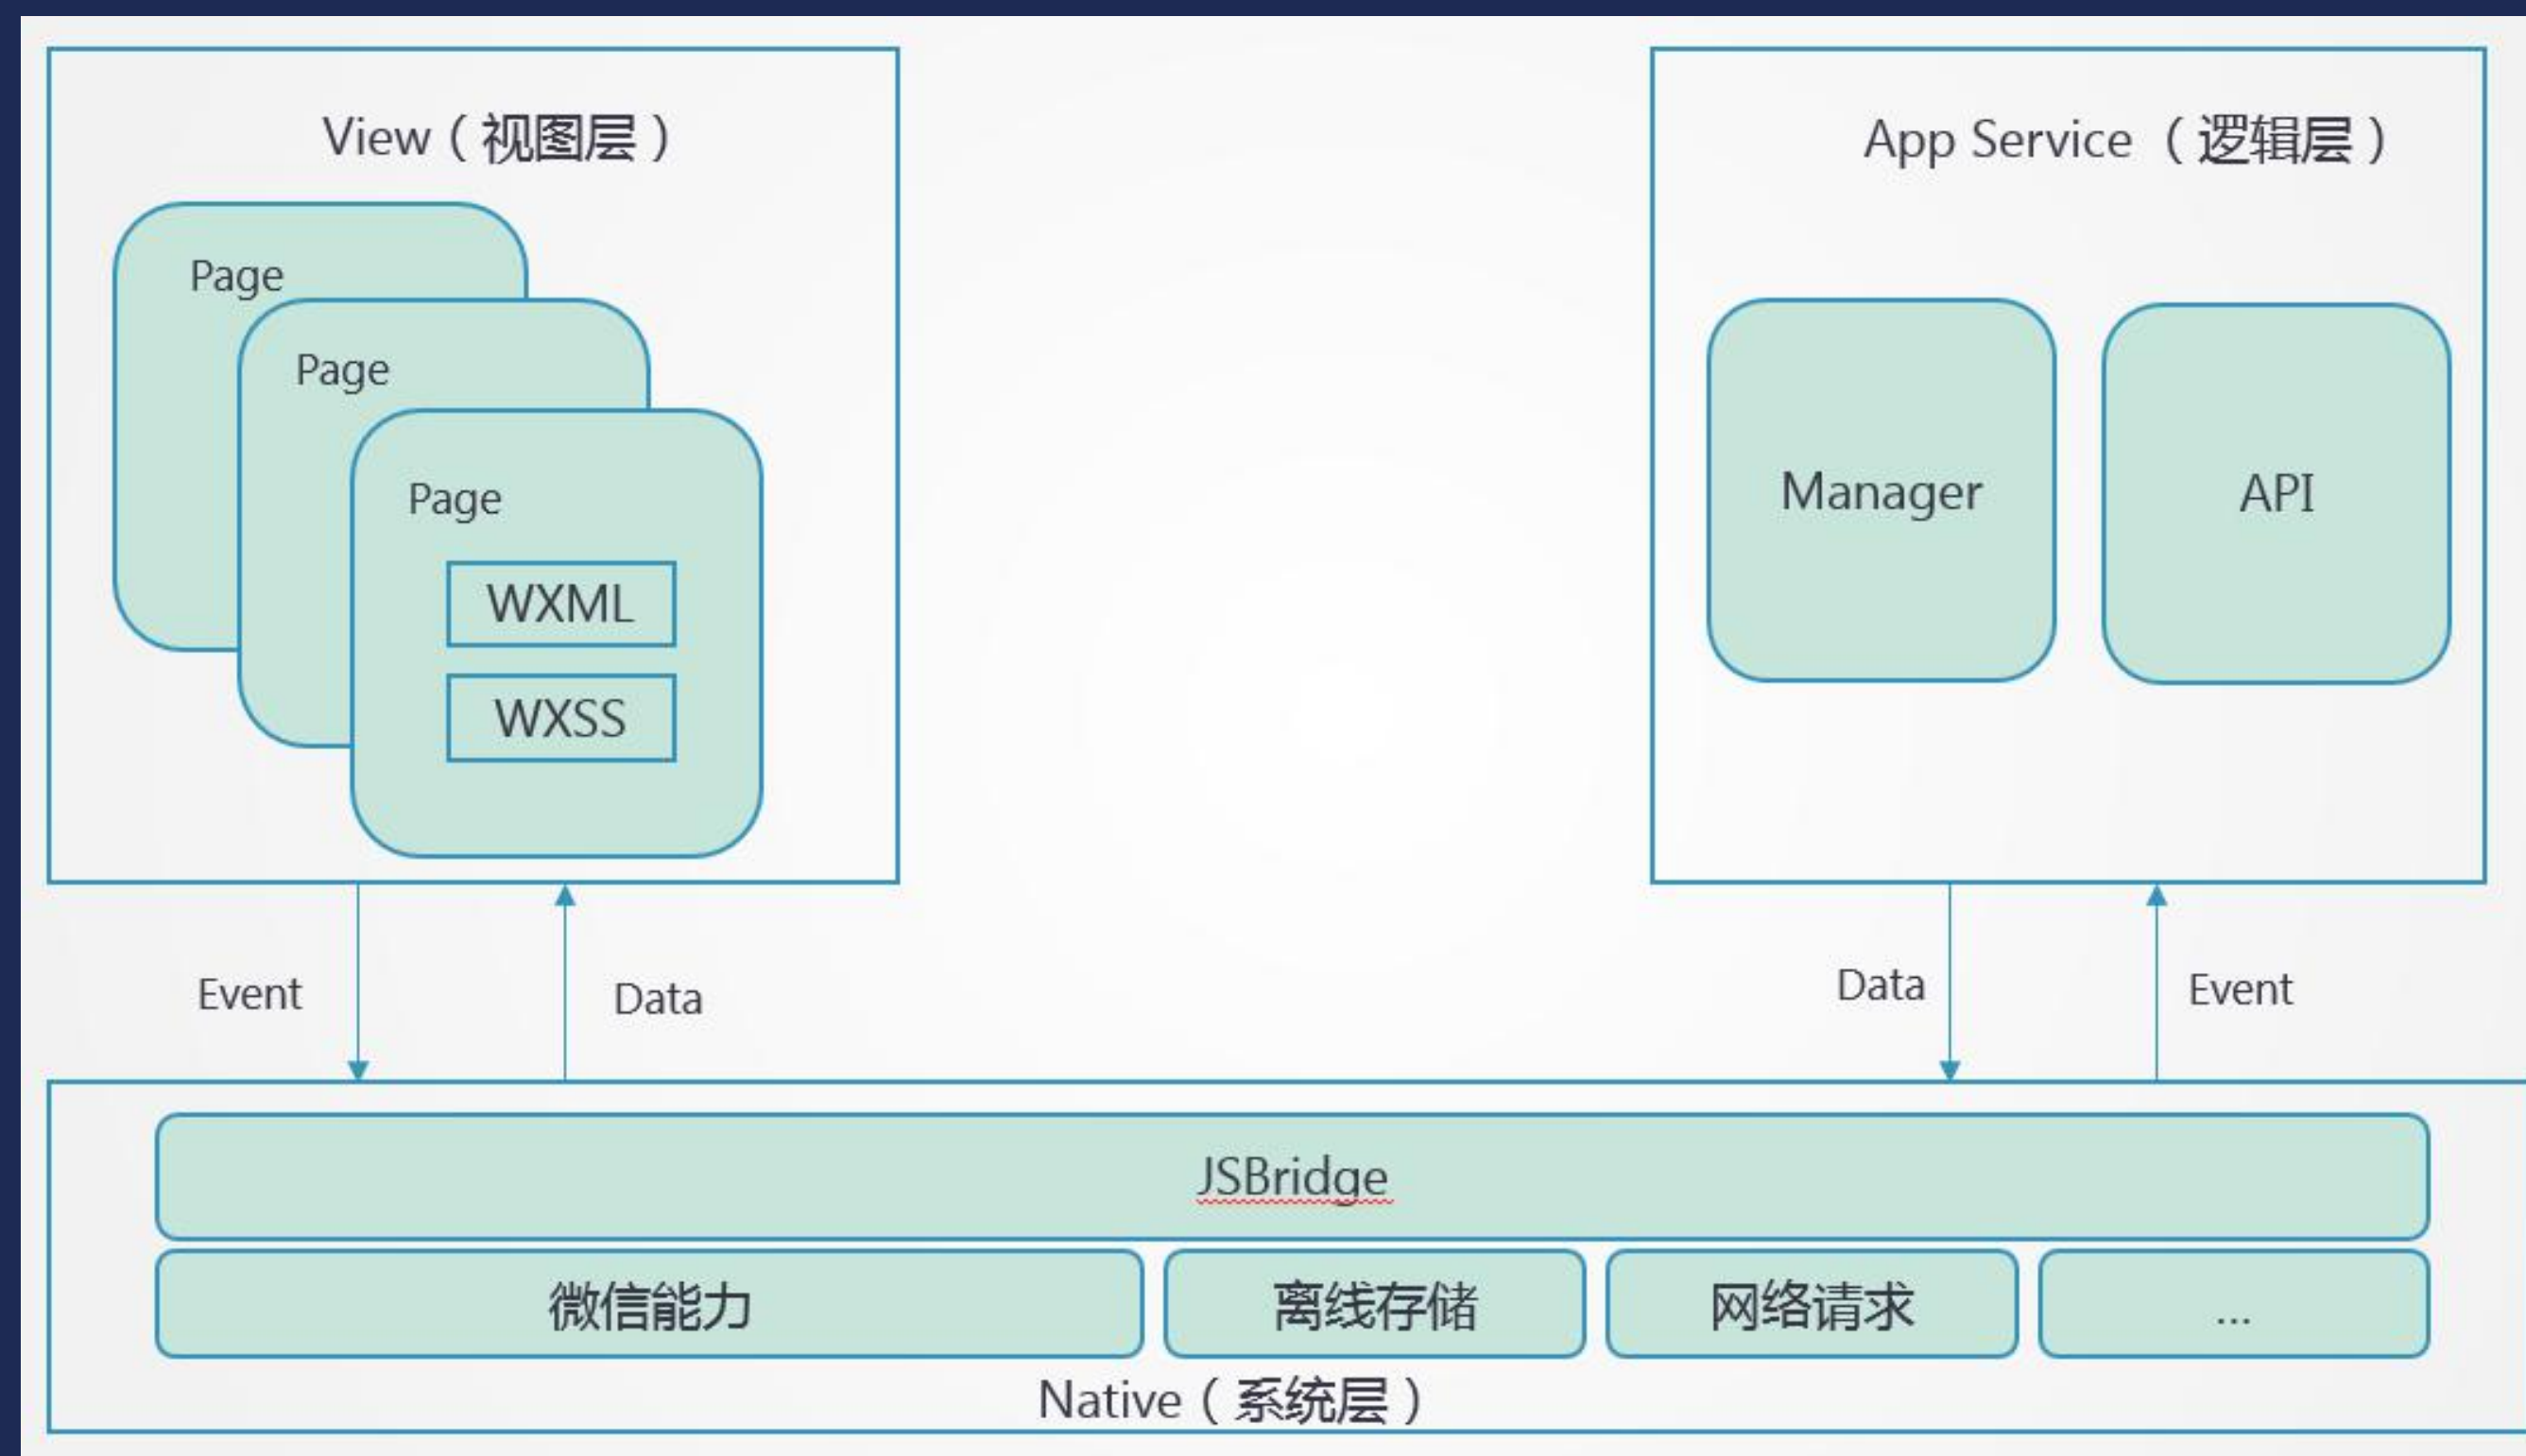 View（视图层）
Page
Page
Page
WXML
WXSS
App Service（逻辑层）
Manager
API
Event
Data
Data
Event
JSBridge
微信能力
离线存储
网络请求
...
Native（系统层）